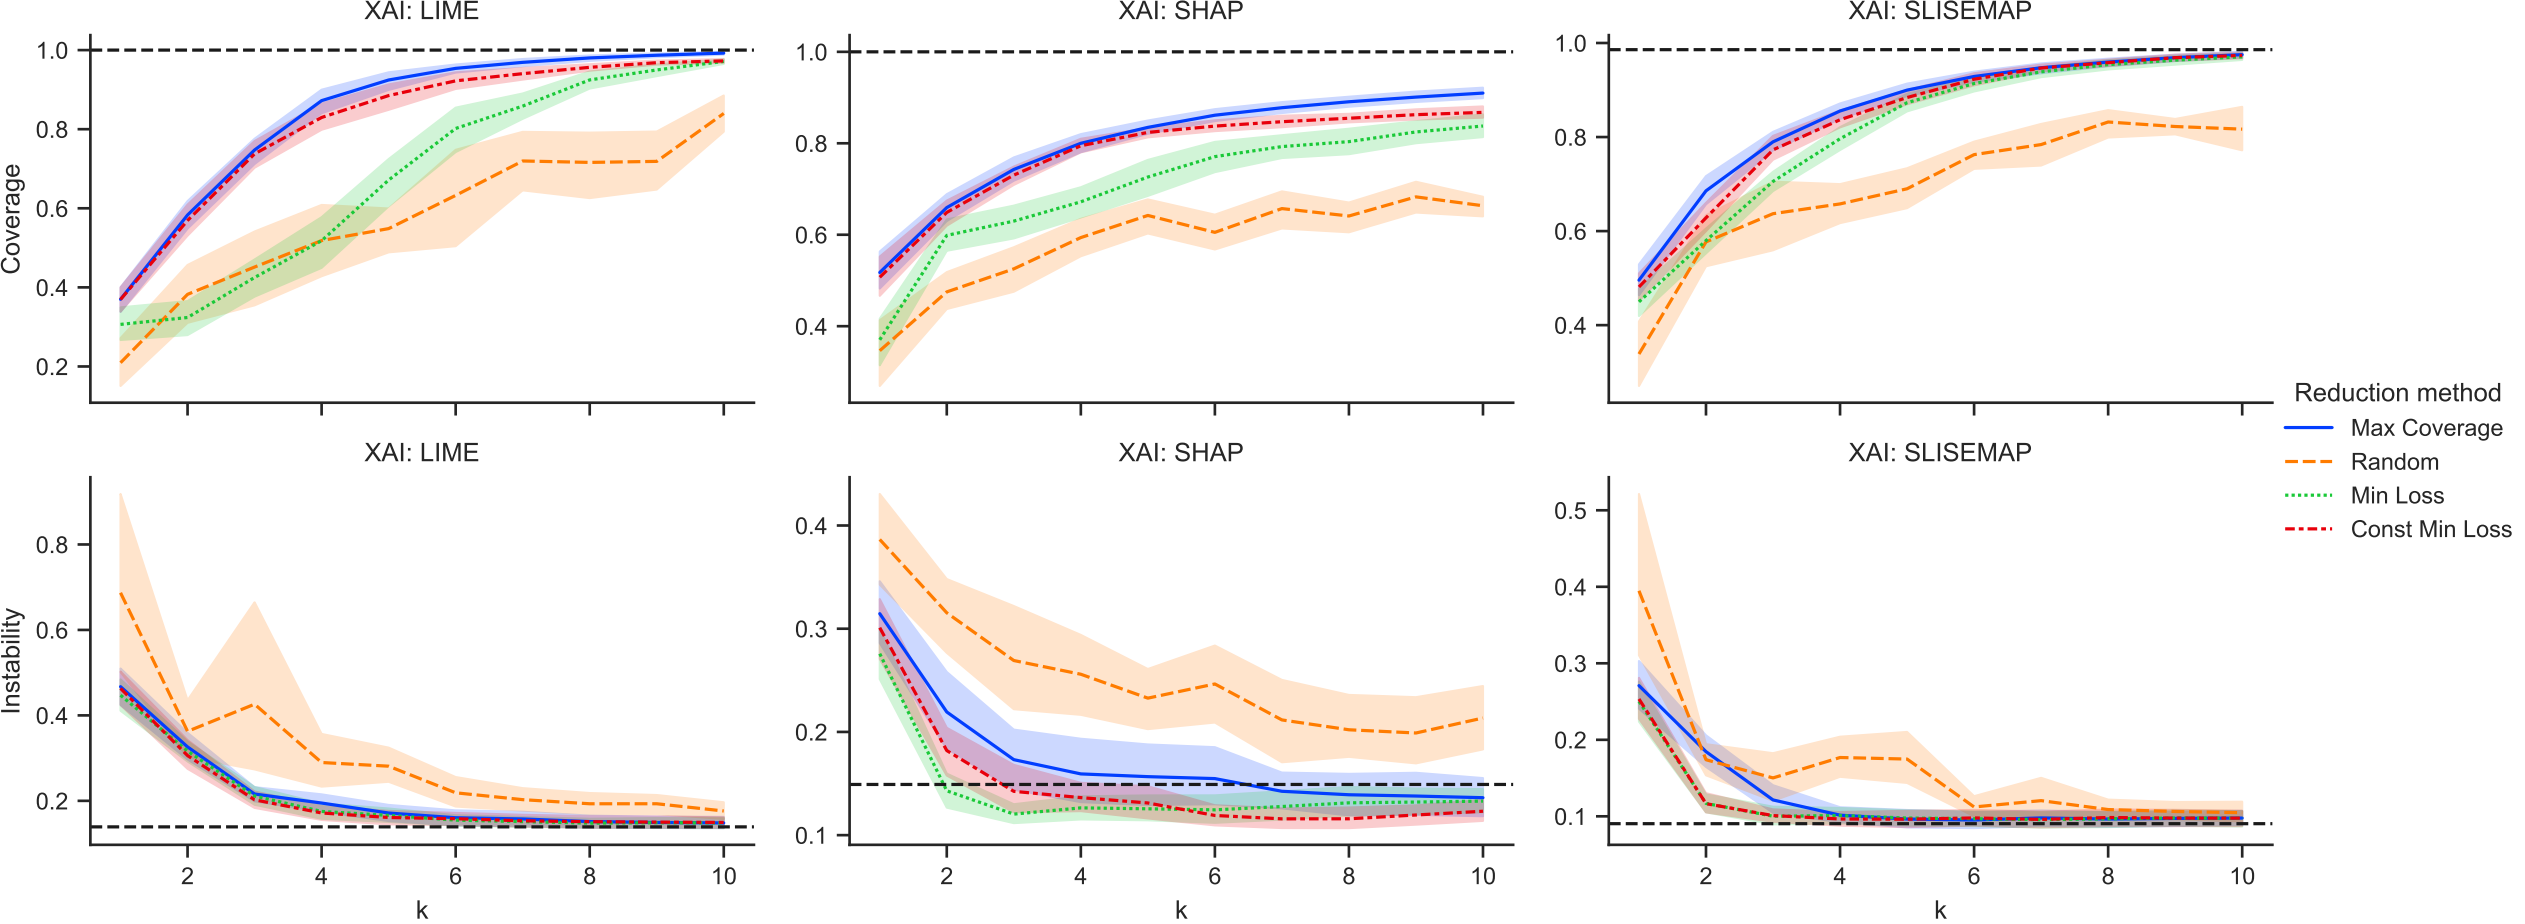 XAI: LIME
XAI: SHAP
XAI: SLISEMAP
1.0
0.8
0.6
0.4
0.2
Coverage
1.0
0.8
0.6
0.4
1.0
0.8
0.6
0.4
Reduction method
Max Coverage
Random
Min Loss
Const Min Loss
XAI: LIME
XAI: SHAP
XAI: SLISEMAP
0.8
0.6
0.4
0.2
Instability
2 4 6 8 10
k
0.4
0.3
0.2
0.1
2 4 6 8 10
k
0.5
0.4
0.3
0.2
0.1
2 4 6 8 10
k